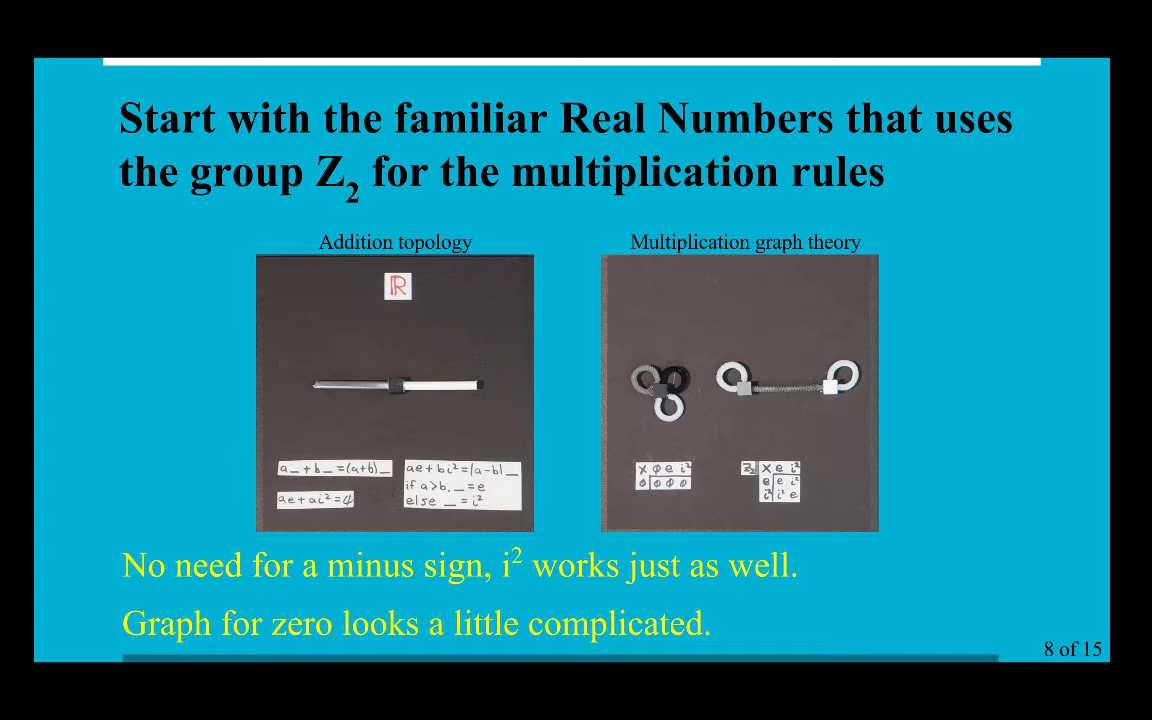 Start with the familiar Real Numbers that uses
the group Z₂ for the multiplication rules
Addition topology
Multiplication graph theory
ℝ
a_ + b_ = (a+b)_
ae + ai² = φ
ae + bi² = |a-b|_
if a>b, _ = e
else _ = i²
x φ e i²
φ φ φ φ
Z₂ x e i²
e e i²
i² i² e
No need for a minus sign, i² works just as well.
Graph for zero looks a little complicated.
8 of 15